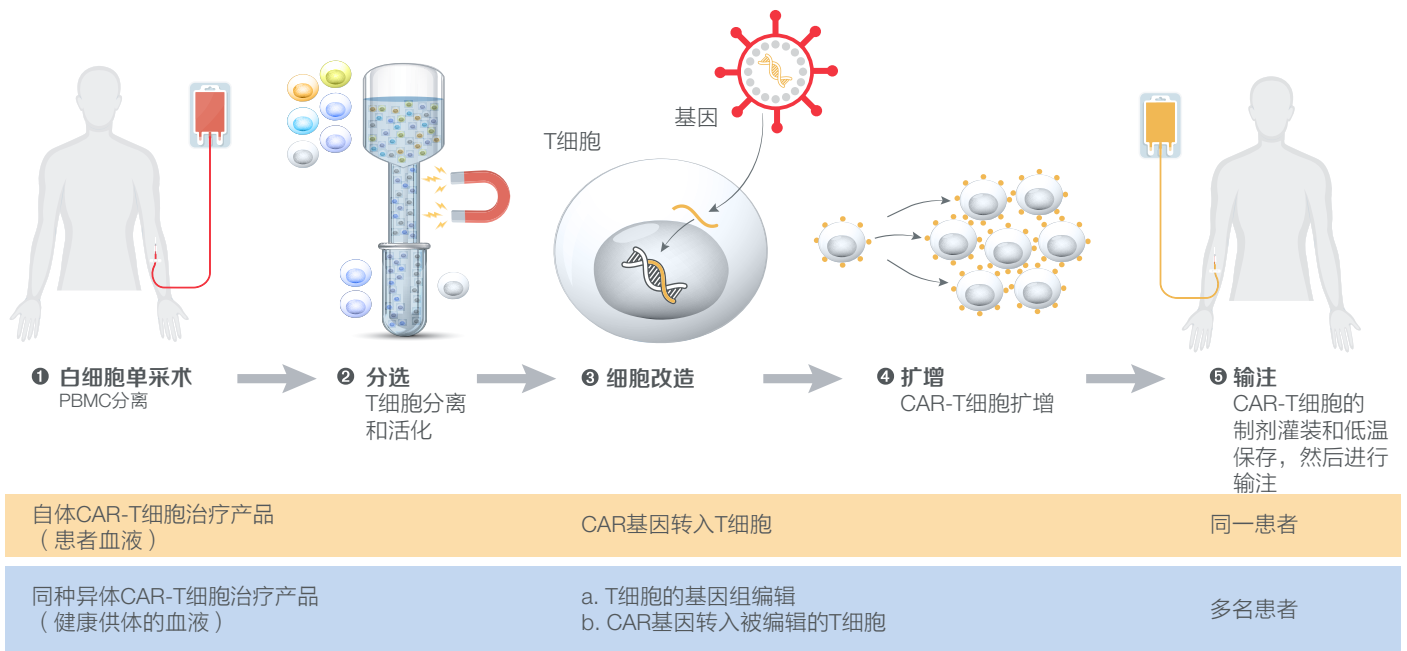 基因
T细胞
❶ 白细胞单采术
PBMC分离
❷ 分选
T细胞分离
和活化
❸ 细胞改造
❹ 扩增
CAR-T细胞扩增
❺ 输注
CAR-T细胞的
制剂灌装和低温
保存，然后进行
输注
自体CAR-T细胞治疗产品
（患者血液）
CAR基因转入T细胞
同一患者
同种异体CAR-T细胞治疗产品
（健康供体的血液）
a. T细胞的基因组编辑
b. CAR基因转入被编辑的T细胞
多名患者